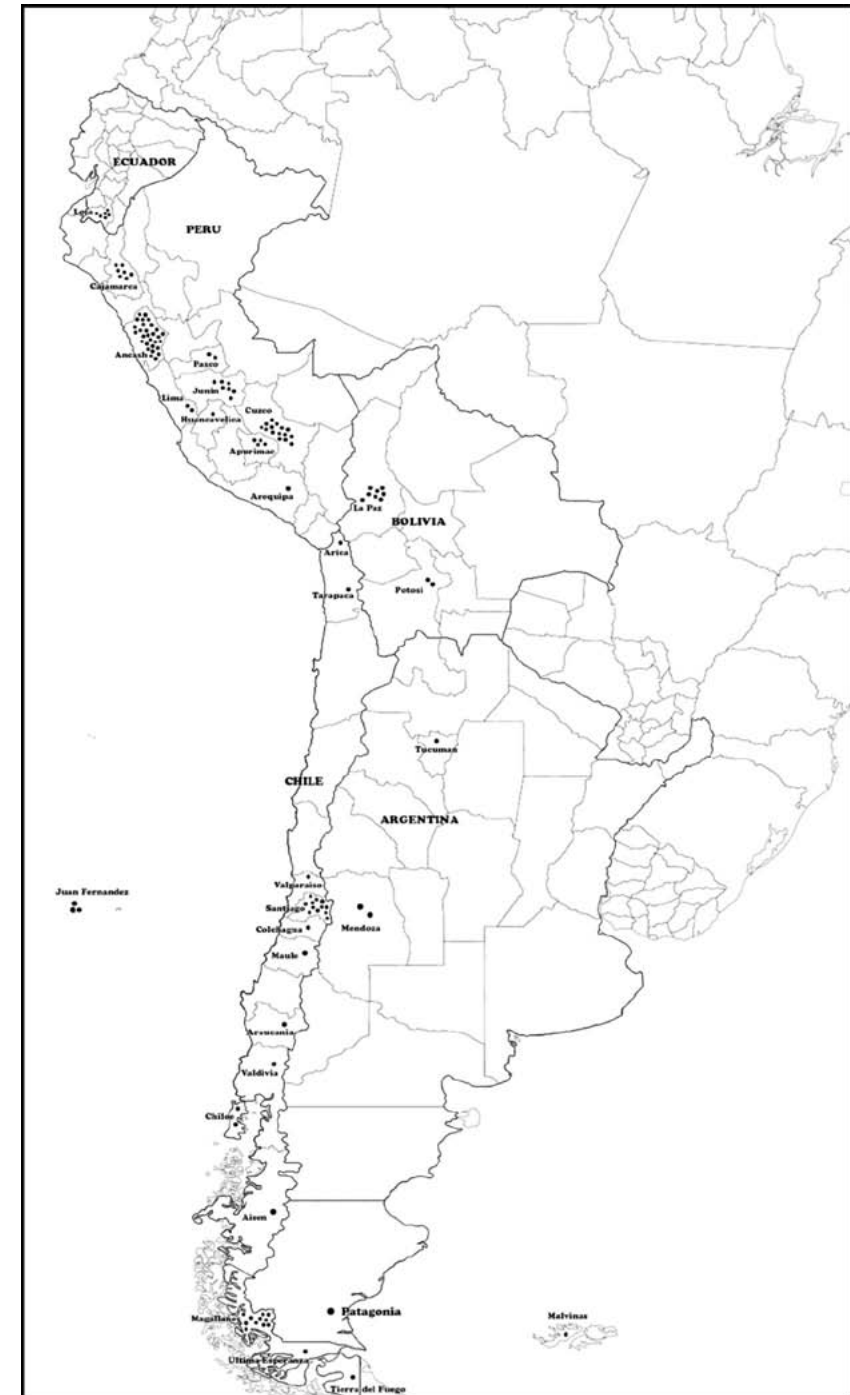 ECUADOR
Loja
PERU
Cajamarca
Ancash
Pasco
Junin
Lima
Huancavelica
Cuzco
Apurimac
Arequipa
La Paz
BOLIVIA
Arica
Tarapaca
Potosi
Tucuman
CHILE
ARGENTINA
Valparaiso
Juan Fernandez
Santiago
Colchagua
Mendoza
Maule
Araucania
Valdivia
Chiloe
Aisen
Magallanes
Patagonia
Malvinas
Ultima Esperanza
Tierra del Fuego